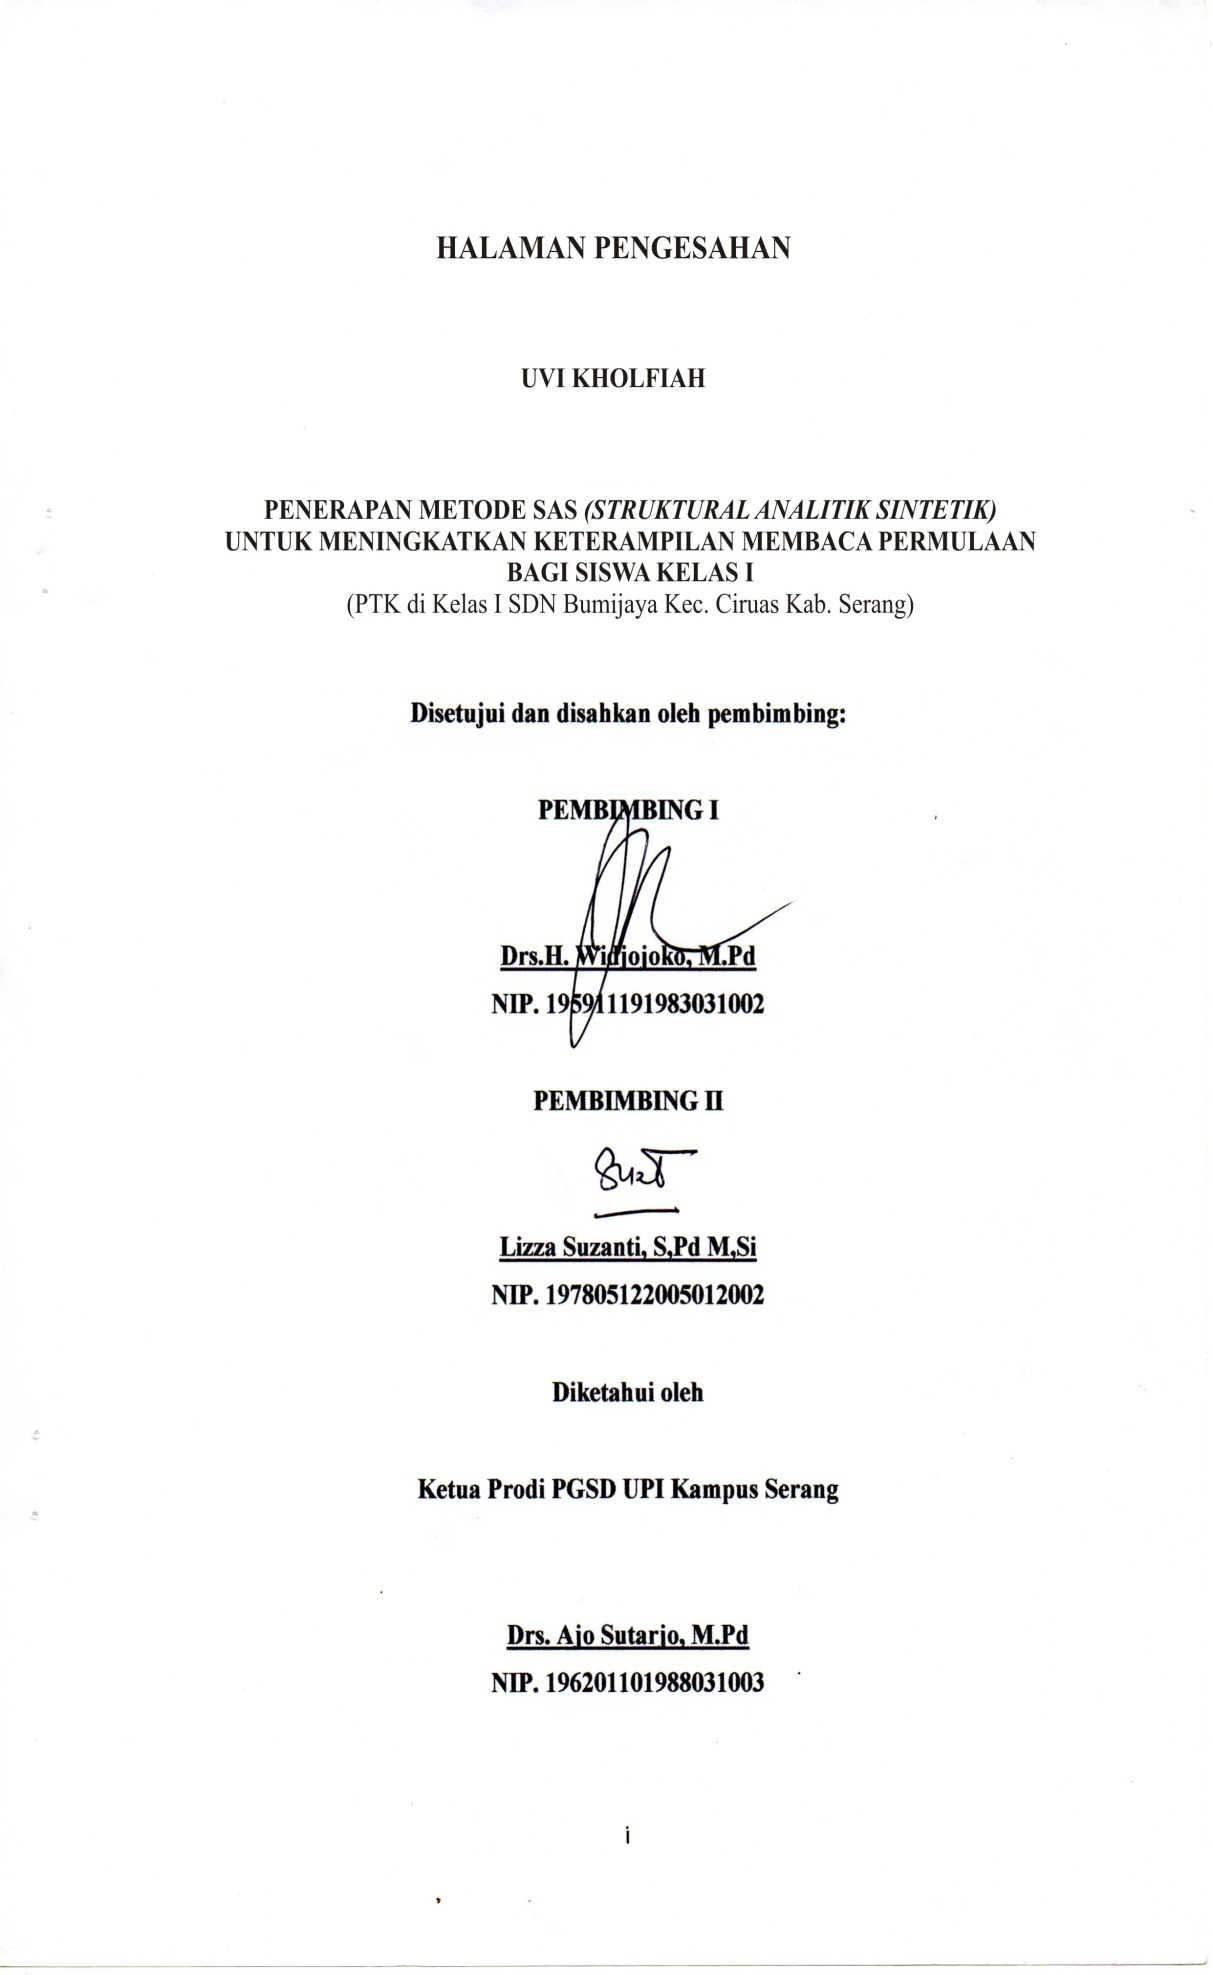 HALAMAN PENGESAHAN
UVI KHOLFIAH
PENERAPAN METODE SAS (STRUKTURAL ANALITIK SINTETIK)
UNTUK MENINGKATKAN KETERAMPILAN MEMBACA PERMULAAN
BAGI SISWA KELAS I
(PTK di Kelas I SDN Bumijaya Kec. Ciruas Kab. Serang)
Disetujui dan disahkan oleh pembimbing:
PEMBIMBING I
Drs.H. Widjojoko, M.Pd
NIP. 195911191983031002
PEMBIMBING II
Lizza Suzanti, S,Pd M,Si
NIP. 197805122005012002
Diketahui oleh
Ketua Prodi PGSD UPI Kampus Serang
Drs. Ajo Sutarjo, M.Pd
NIP. 196201101988031003
i